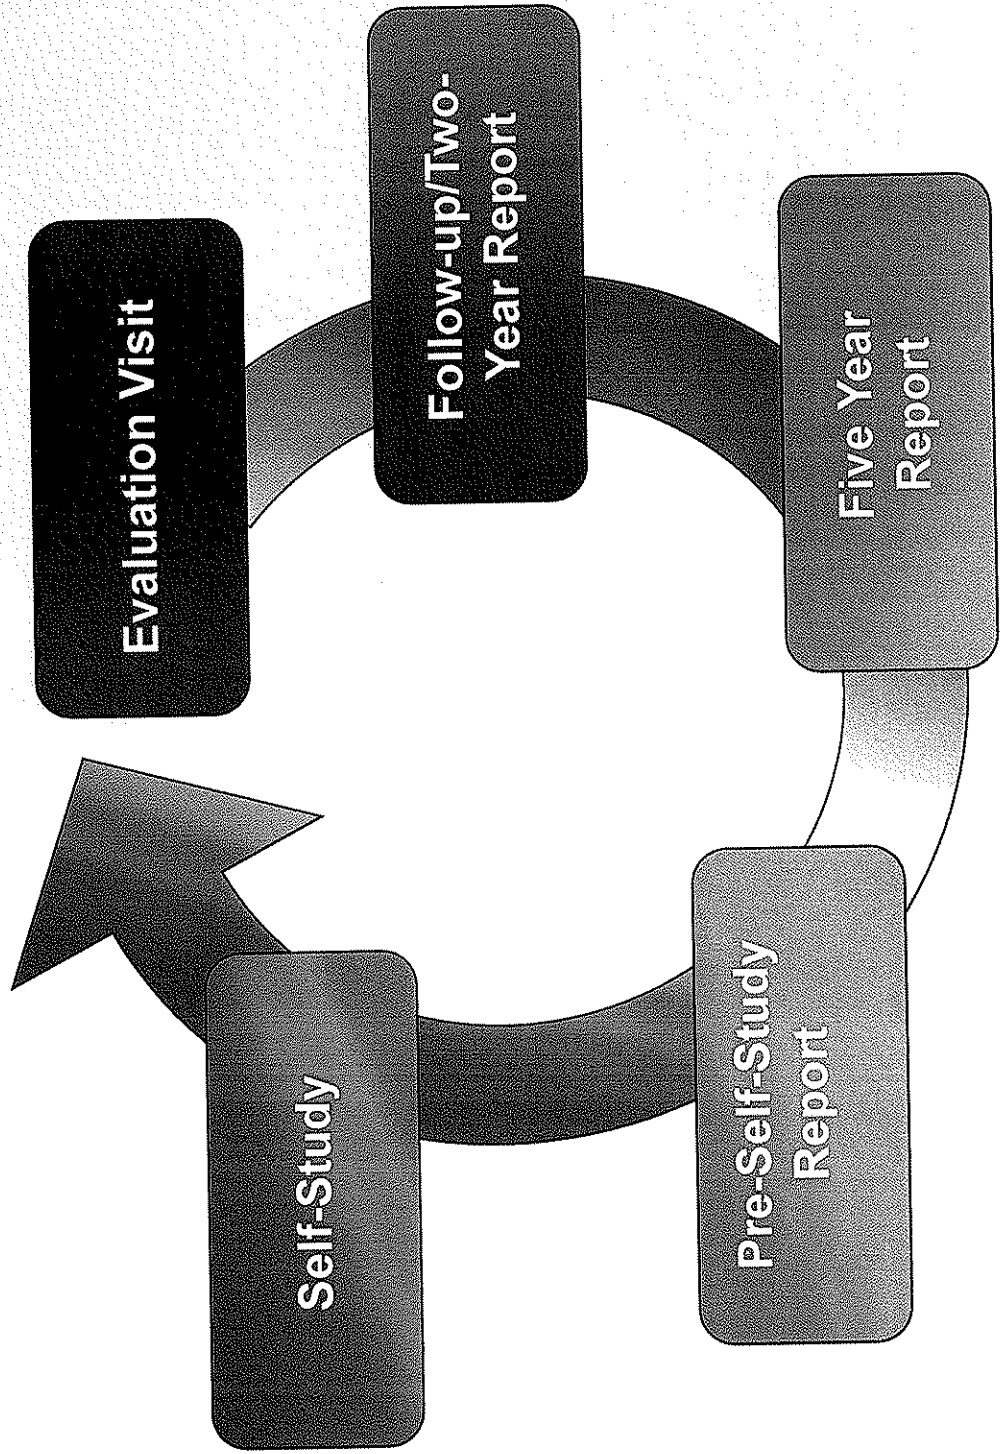 Evaluation Visit
Follow-up/Two-
Year Report
Five Year
Report
Pre-Self-Study
Report
Self-Study